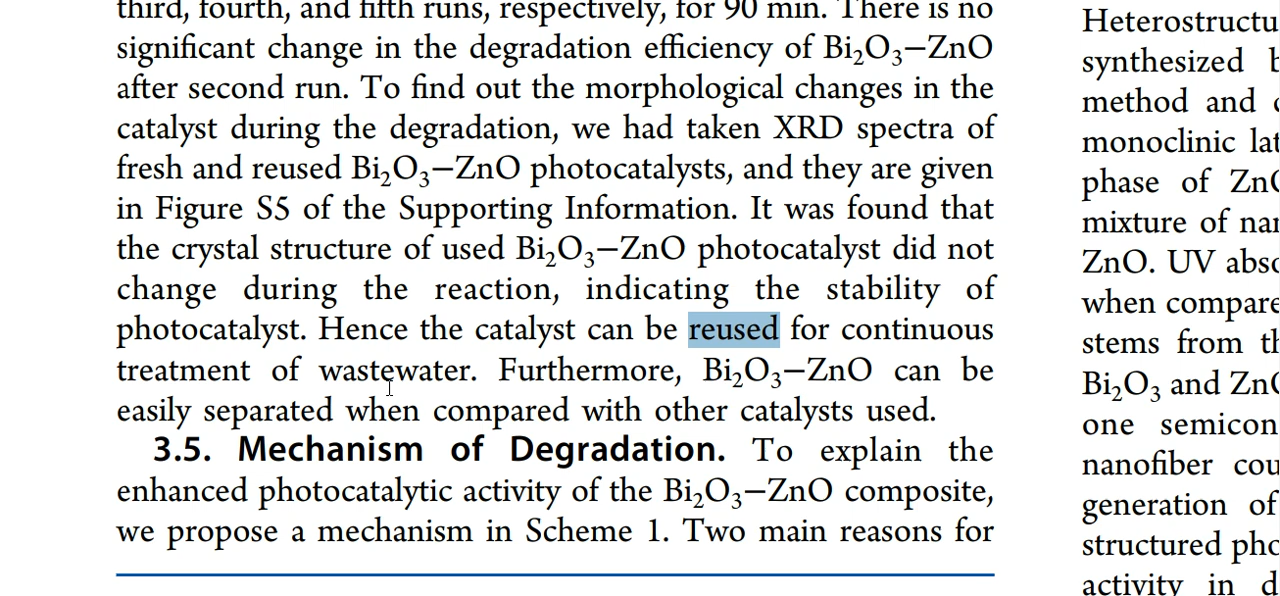 third, fourth, and fifth runs, respectively, for 90 min. There is no
significant change in the degradation efficiency of Bi₂O₃−ZnO
after second run. To find out the morphological changes in the
catalyst during the degradation, we had taken XRD spectra of
fresh and reused Bi₂O₃−ZnO photocatalysts, and they are given
in Figure S5 of the Supporting Information. It was found that
the crystal structure of used Bi₂O₃−ZnO photocatalyst did not
change during the reaction, indicating the stability of
photocatalyst. Hence the catalyst can be reused for continuous
treatment of wastewater. Furthermore, Bi₂O₃−ZnO can be
easily separated when compared with other catalysts used.
3.5. Mechanism of Degradation. To explain the
enhanced photocatalytic activity of the Bi₂O₃−ZnO composite,
we propose a mechanism in Scheme 1. Two main reasons for
Heterostructu
synthesized
method and
monoclinic lat
phase of Zn
mixture of nan
ZnO. UV abso
when compare
stems from th
Bi₂O₃ and Zn
one semicon
nanofiber cou
generation of
structured pho
activity in d